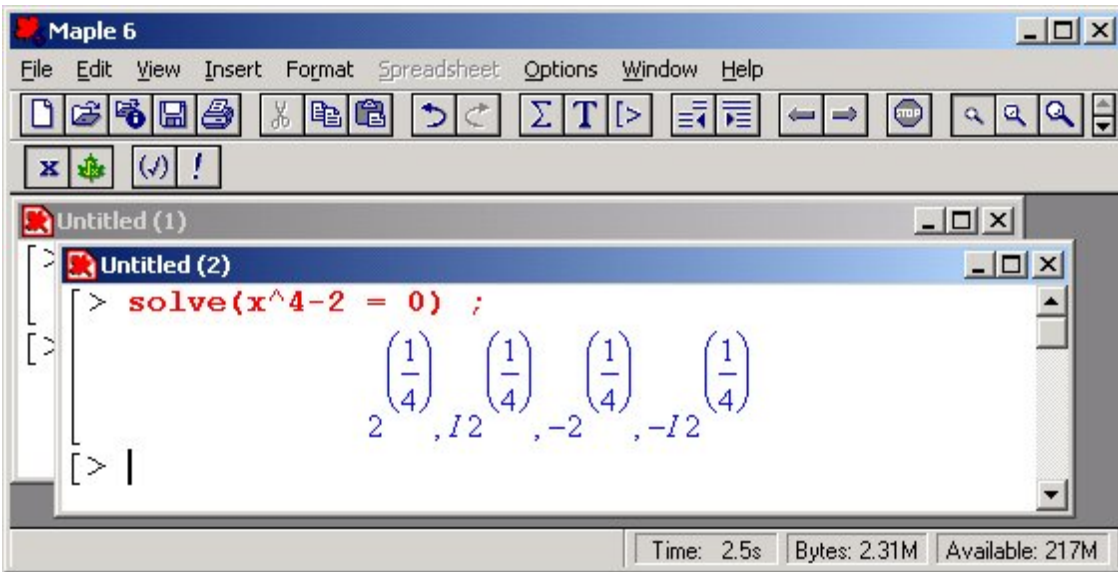 Maple 6
File Edit View Insert Format Spreadsheet Options Window Help
Σ T [> STOP
x (√) !
Untitled (1)
[>
Untitled (2)
[> solve(x^4-2 = 0) ;
2^(1/4), I 2^(1/4), -2^(1/4), -I 2^(1/4)
[>
[>
Time: 2.5s Bytes: 2.31M Available: 217M